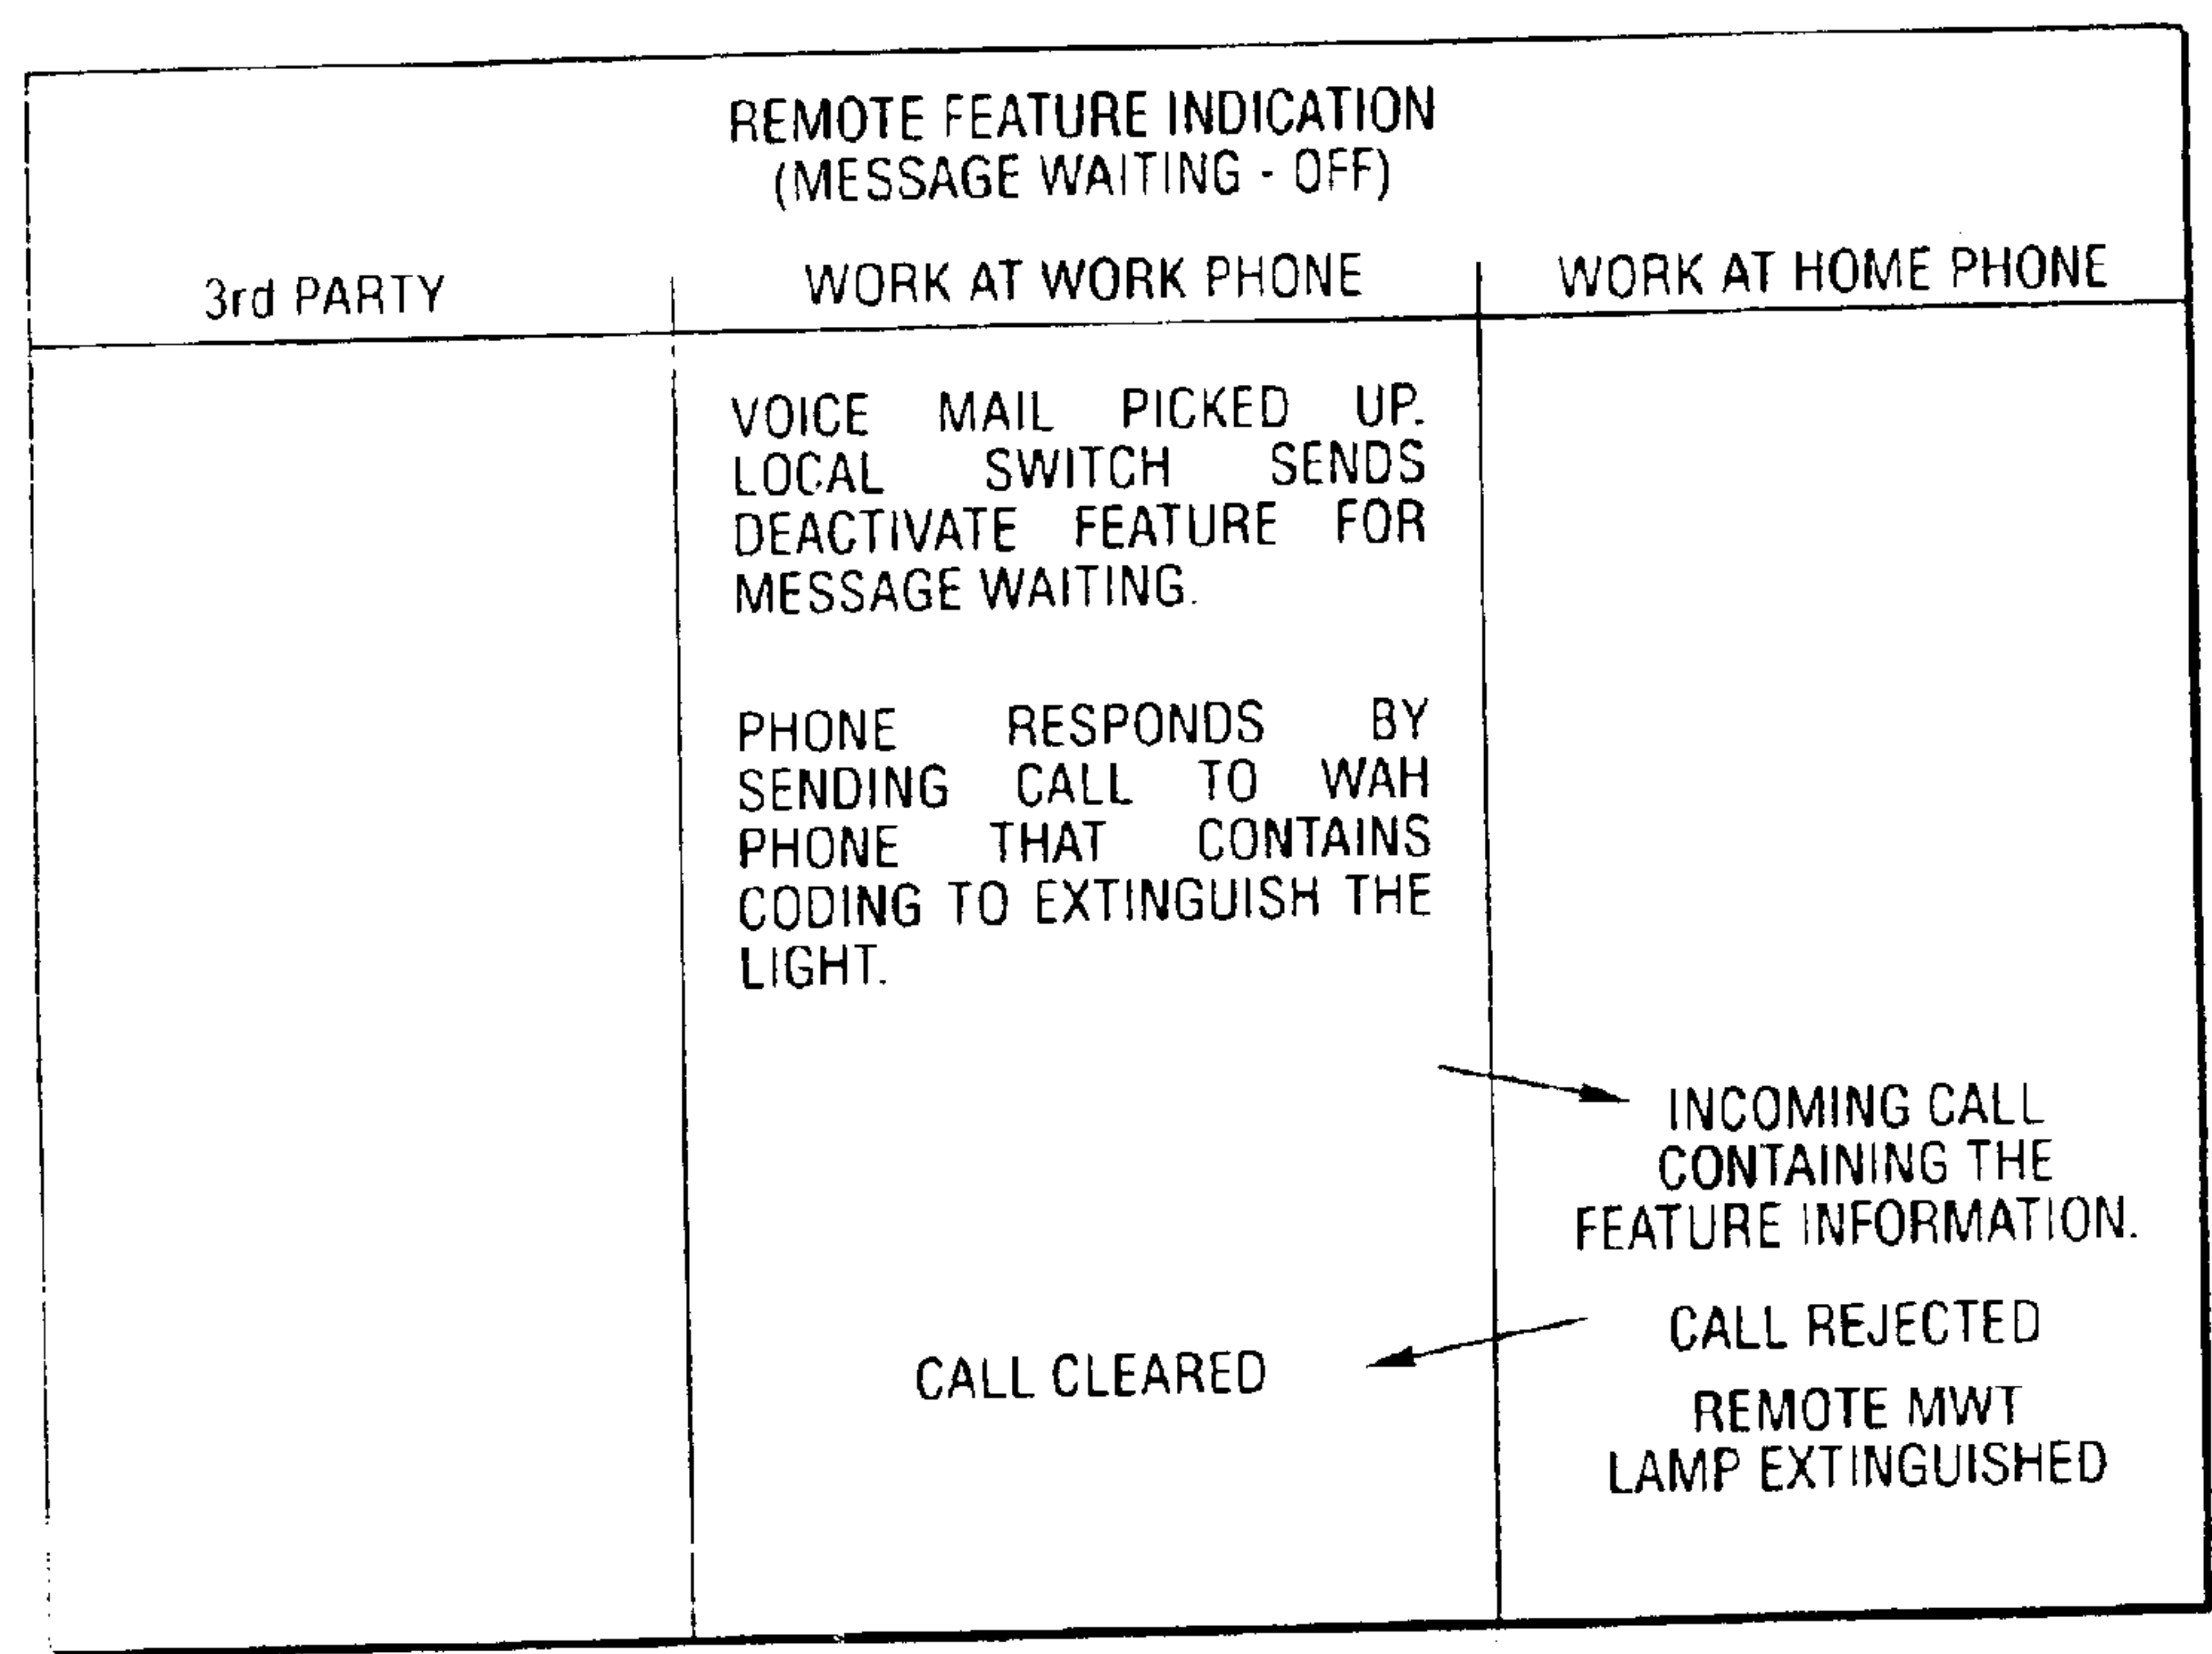 REMOTE FEATURE INDICATION
(MESSAGE WAITING - OFF)
3rd PARTY
WORK AT WORK PHONE
WORK AT HOME PHONE
VOICE MAIL PICKED UP.
LOCAL SWITCH SENDS
DEACTIVATE FEATURE FOR
MESSAGE WAITING.
PHONE RESPONDS BY
SENDING CALL TO WAH
PHONE THAT CONTAINS
CODING TO EXTINGUISH THE
LIGHT.
INCOMING CALL
CONTAINING THE
FEATURE INFORMATION.
CALL REJECTED
CALL CLEARED
REMOTE MWT
LAMP EXTINGUISHED